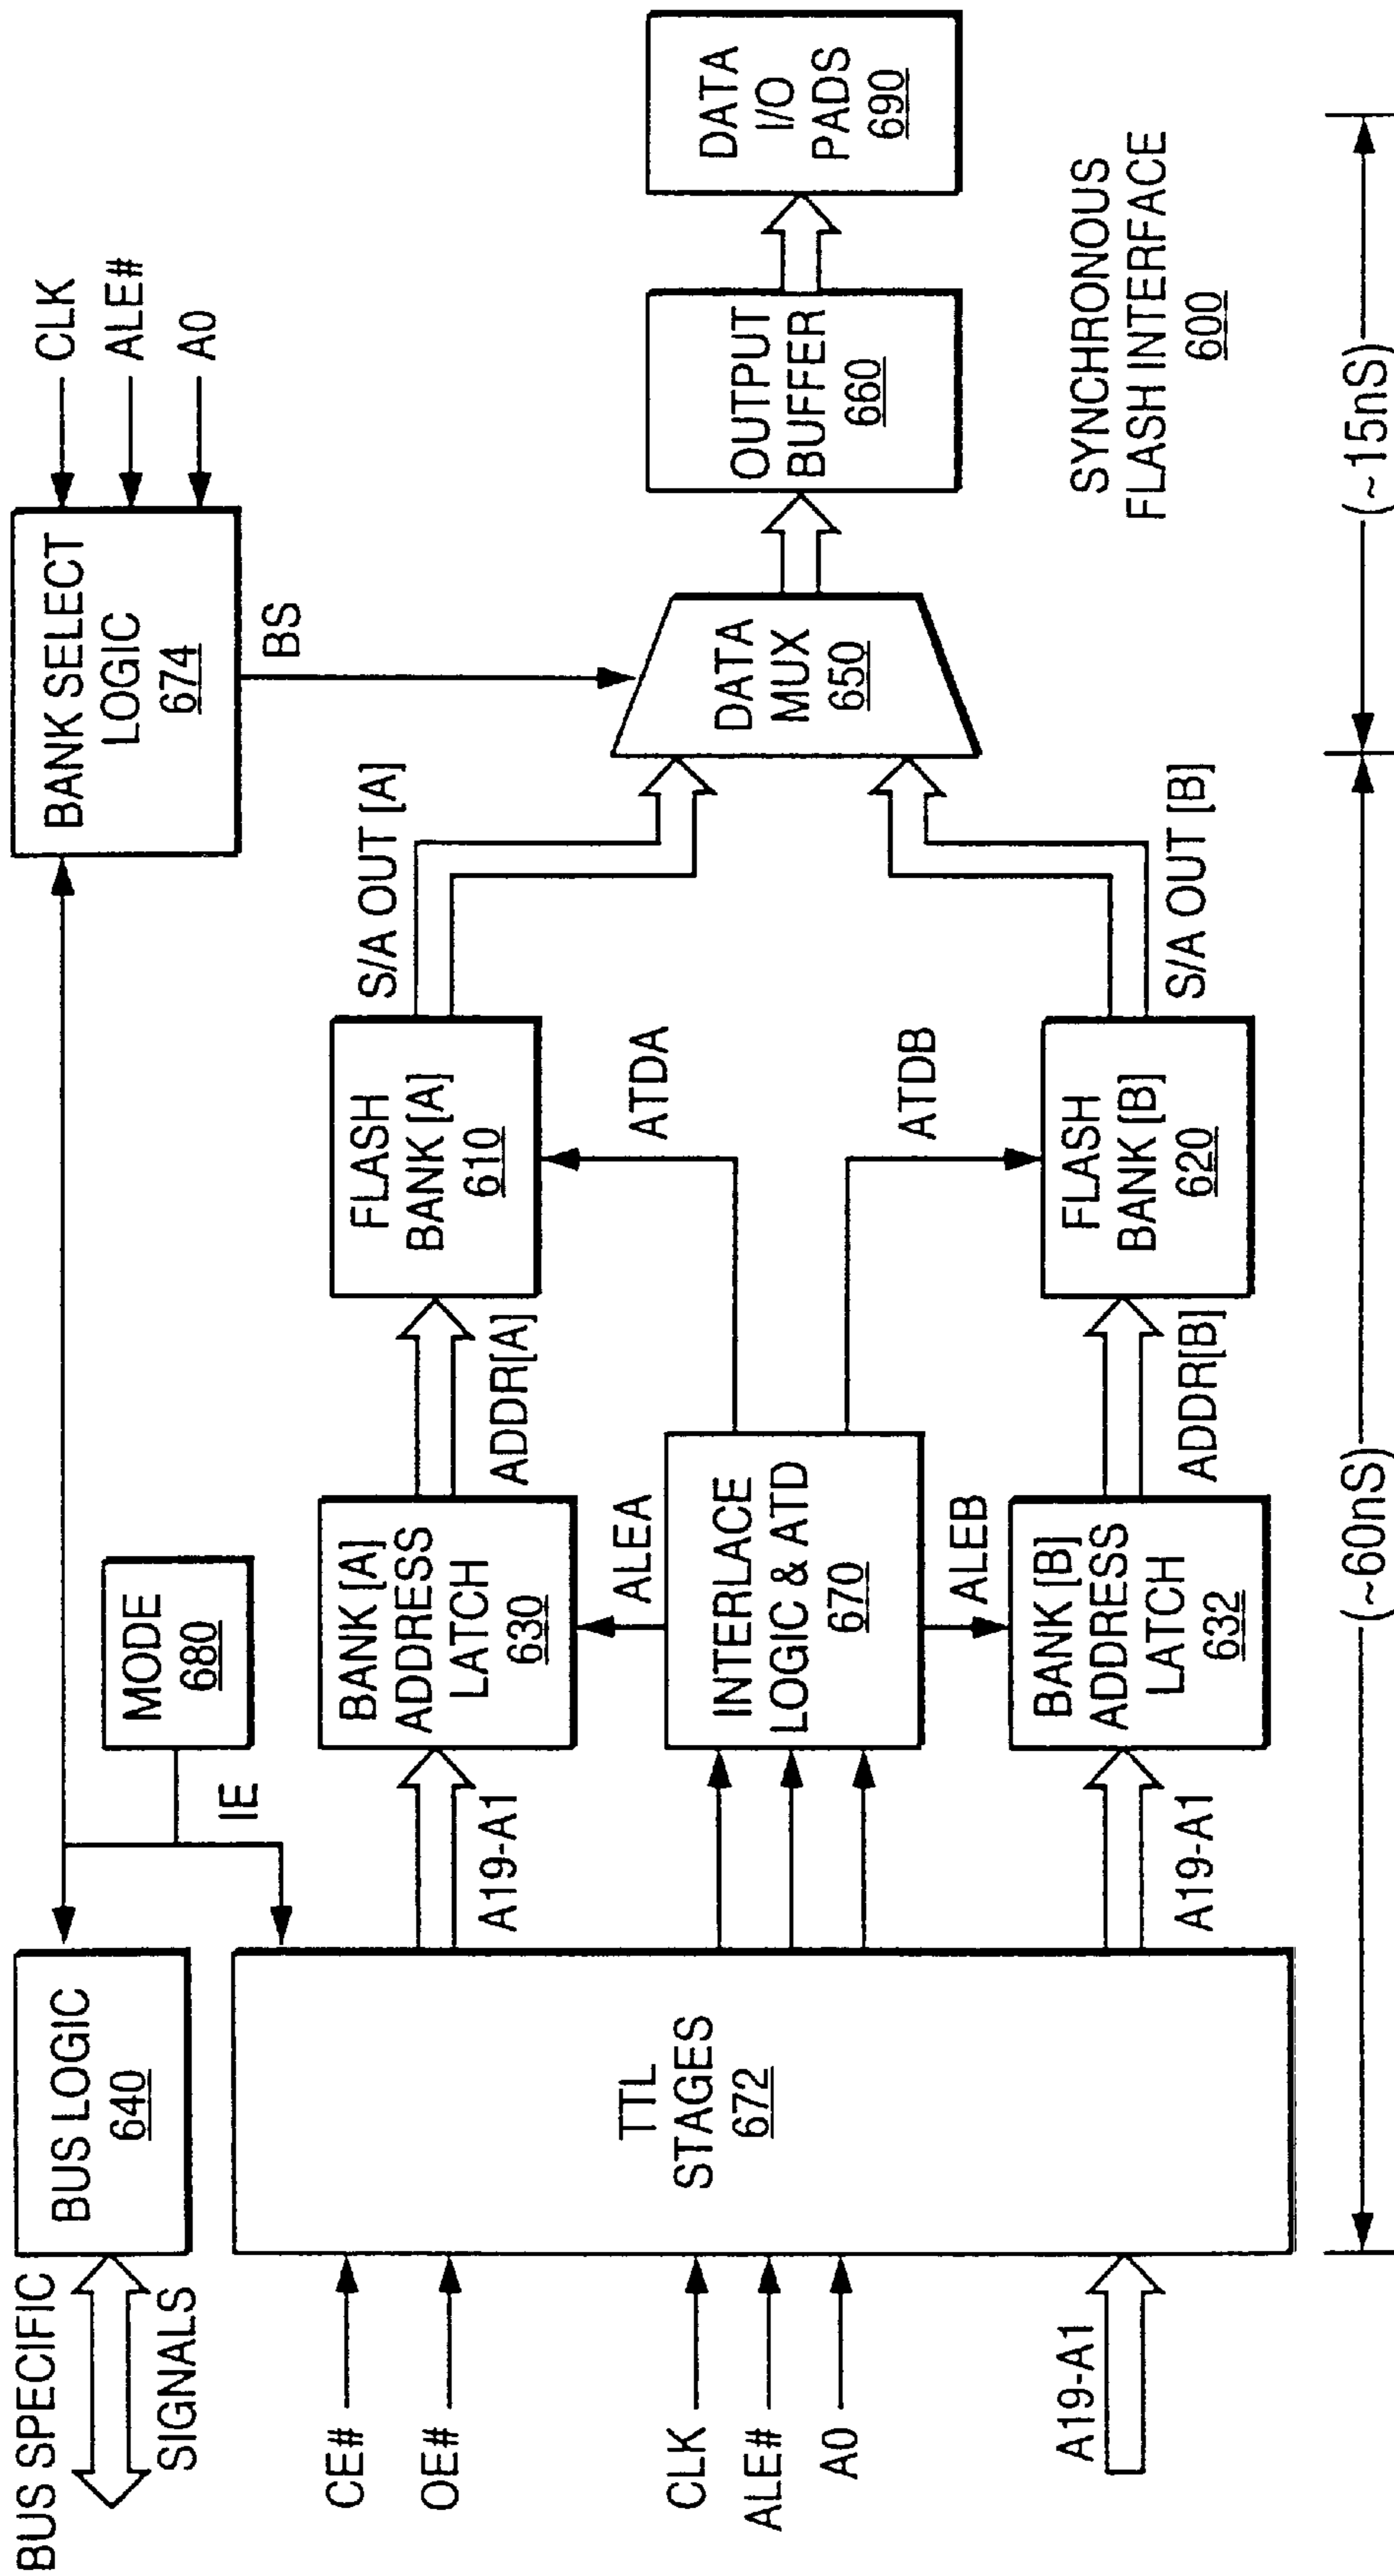 BUS SPECIFIC
SIGNALS
BUS LOGIC
640
MODE
680
IE
BANK SELECT
LOGIC
674
CLK
ALE#
A0
BS
CE#
OE#
CLK
ALE#
A0
A19-A1
TTL
STAGES
672
A19-A1
A19-A1
BANK [A]
ADDRESS
LATCH
630
ALEA
INTERLACE
LOGIC & ATD
670
ALEB
BANK [B]
ADDRESS
LATCH
632
ADDR[A]
ADDR[B]
FLASH
BANK [A]
610
ATDA
ATDB
FLASH
BANK [B]
620
S/A OUT [A]
S/A OUT [B]
DATA
MUX
650
OUTPUT
BUFFER
660
DATA
I/O
PADS
690
SYNCHRONOUS
FLASH INTERFACE
600
(~60nS)
(~15nS)